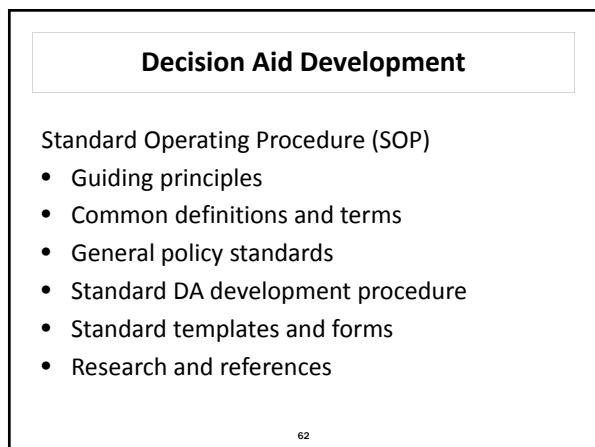 Decision Aid Development
Standard Operating Procedure (SOP)
• Guiding principles
• Common definitions and terms
• General policy standards
• Standard DA development procedure
• Standard templates and forms
• Research and references
62